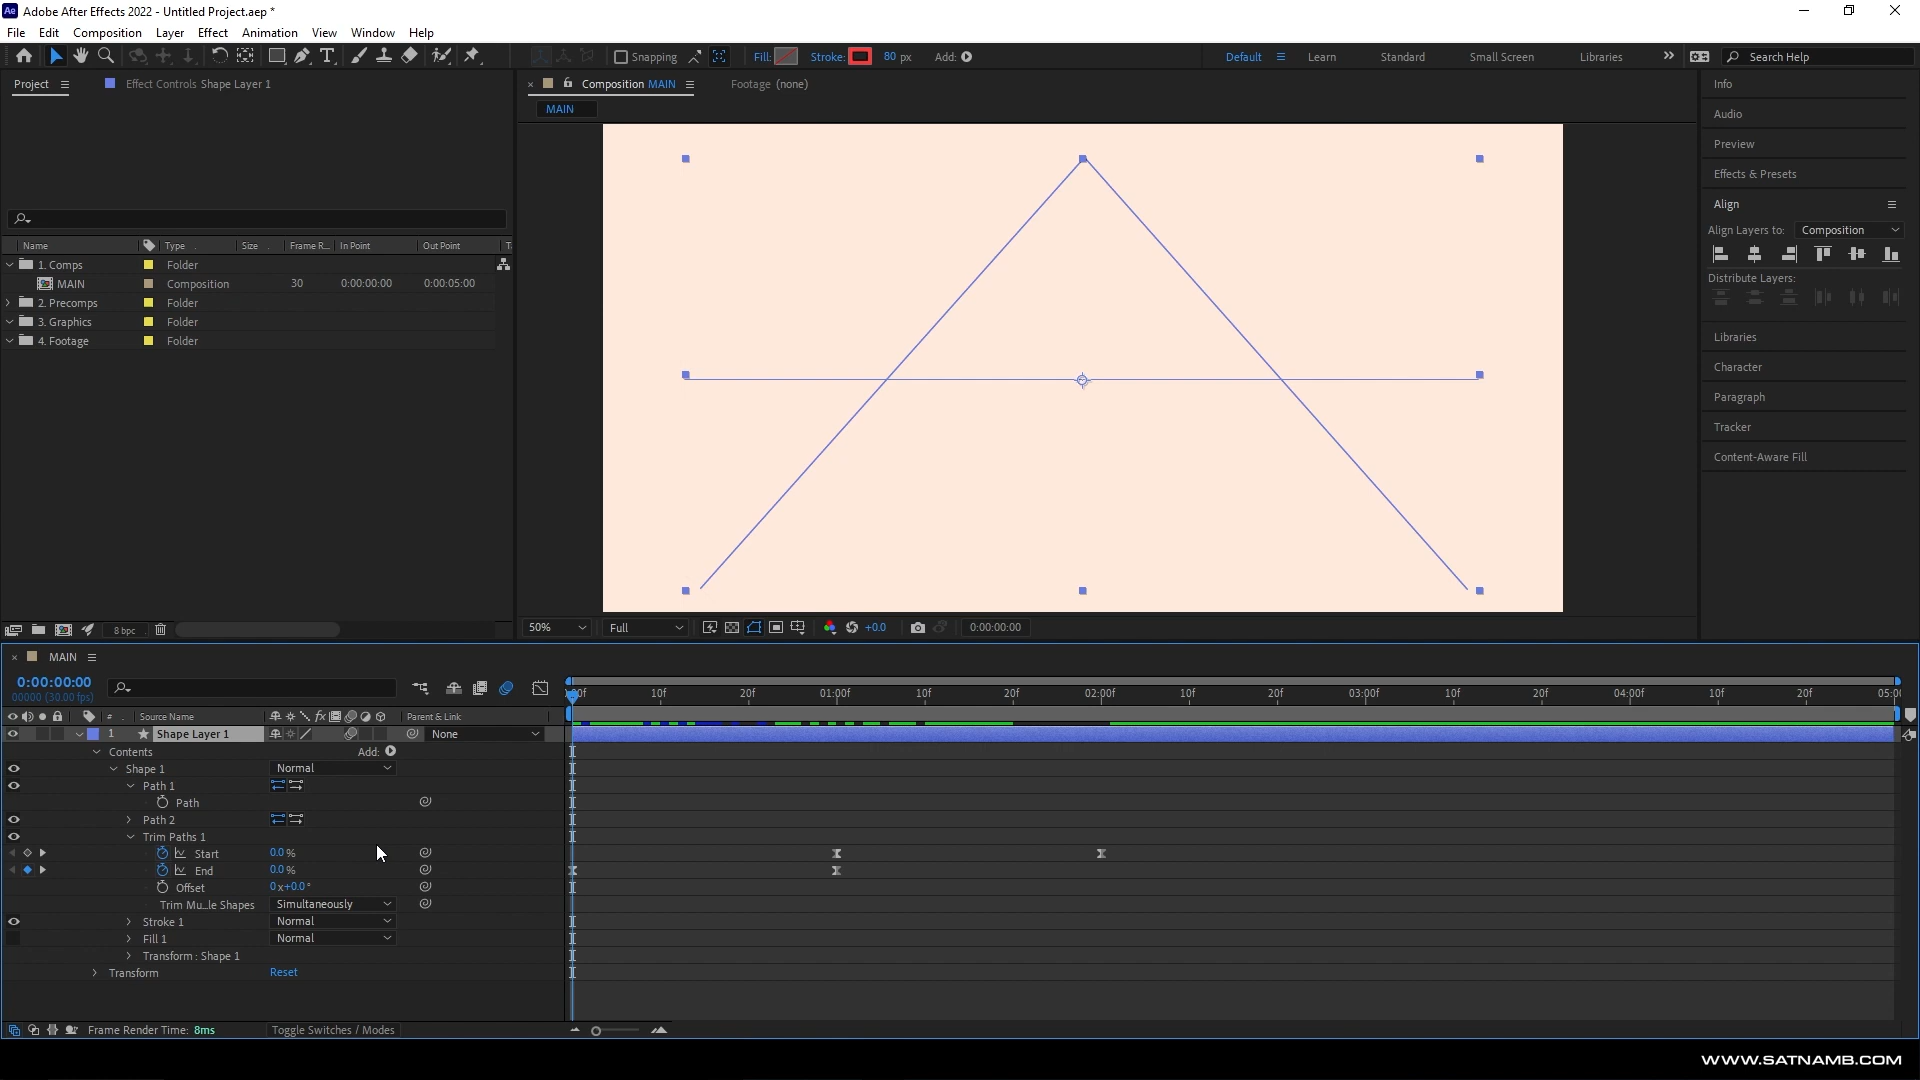 Adobe After Effects 2022 - Untitled Project.aep *
File Edit Composition Layer Effect Animation View Window Help
Snapping Fill: Stroke: 80 px Add: Default Learn Standard Small Screen Libraries Search Help
Project Effect Controls Shape Layer 1
Composition MAIN Footage (none)
MAIN
Name Type Size Frame R... In Point Out Point T
1. Comps Folder
MAIN Composition 30 0:00:00:00 0:00:05:00
2. Precomps Folder
3. Graphics Folder
4. Footage Folder
8 bpc
50% Full +0.0 0:00:00:00
Info
Audio
Preview
Effects & Presets
Align
Align Layers to: Composition
Distribute Layers:
Libraries
Character
Paragraph
Tracker
Content-Aware Fill
MAIN
0:00:00:00
00000 (30.00 fps)
:00f 10f 20f 01:00f 10f 20f 02:00f 10f 20f 03:00f 10f 20f 04:00f 10f 20f 05:00
# Source Name fx Parent & Link
1 Shape Layer 1 None
Contents Add:
Shape 1 Normal
Path 1
Path
Path 2
Trim Paths 1
Start 0.0 %
End 0.0 %
Offset 0x+0.0°
Trim Mu...le Shapes Simultaneously
Stroke 1 Normal
Fill 1 Normal
Transform : Shape 1
Transform Reset
Frame Render Time: 8ms Toggle Switches / Modes
WWW.SATNAMB.COM